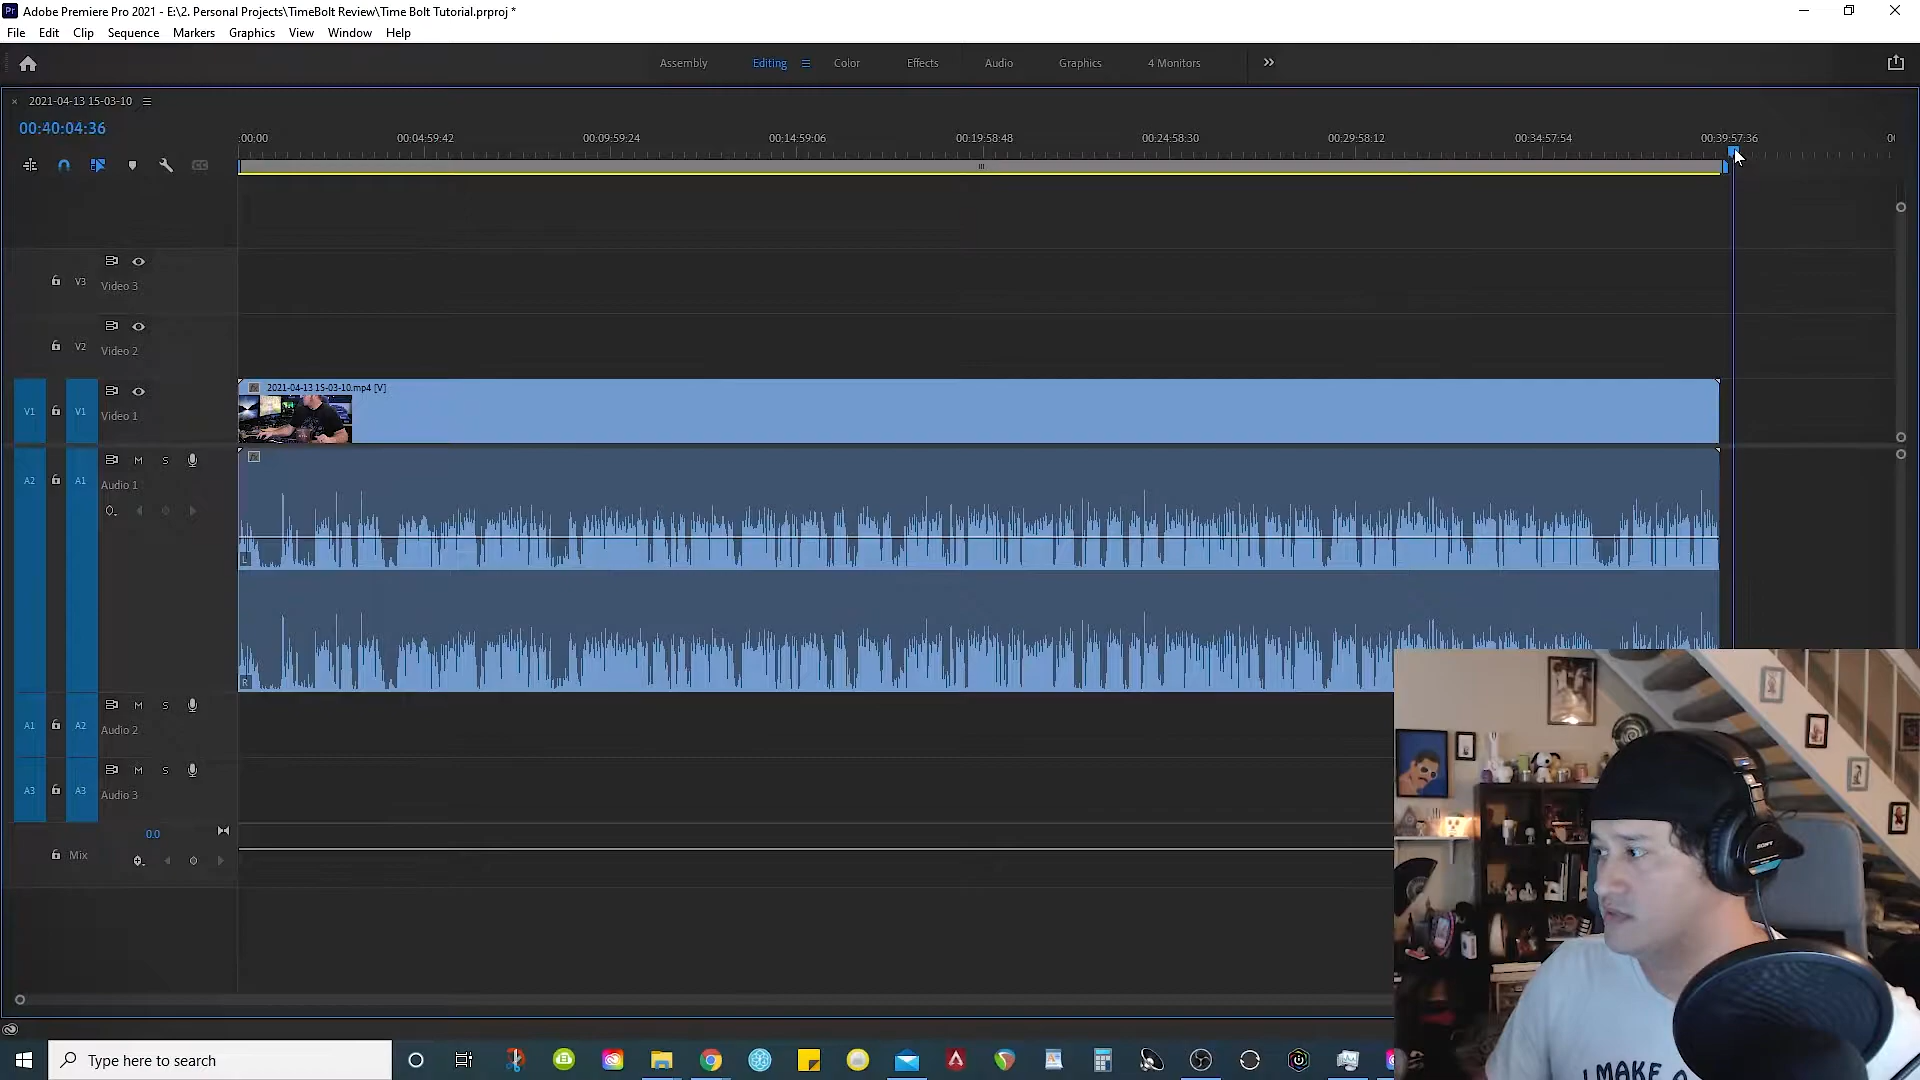 Pr Adobe Premiere Pro 2021 - E:\2. Personal Projects\TimeBolt Review\Time Bolt Tutorial.prproj *
File Edit Clip Sequence Markers Graphics View Window Help
Assembly Editing Color Effects Audio Graphics 4 Monitors
2021-04-13 15-03-10
00:40:04:36
:00:00 00:04:59:42 00:09:59:24 00:14:59:06 00:19:58:48 00:24:58:30 00:29:58:12 00:34:57:54 00:39:57:36 00
V3 Video 3
V2 Video 2
2021-04-13 15-03-10.mp4 [V]
V1 V1 Video 1
M S
A2 A1 Audio 1
L
R
M S
A1 A2 Audio 2
M S
A3 A3 Audio 3
0.0
Mix
SONY
I MAKE
Type here to search